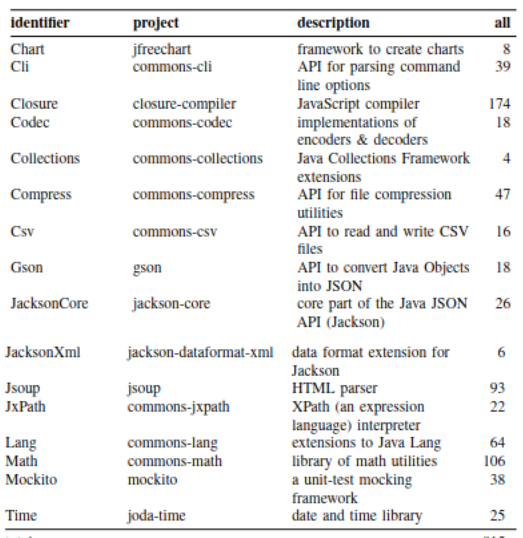 identifier project description all
Chart jfreechart framework to create charts 8
Cli commons-cli API for parsing command 39
line options
Closure closure-compiler JavaScript compiler 174
Codec commons-codec implementations of 18
encoders & decoders
Collections commons-collections Java Collections Framework 4
extensions
Compress commons-compress API for file compression 47
utilities
Csv commons-csv API to read and write CSV 16
files
Gson gson API to convert Java Objects 18
into JSON
JacksonCore jackson-core core part of the Java JSON 26
API (Jackson)
JacksonXml jackson-dataformat-xml data format extension for 6
Jackson
Jsoup jsoup HTML parser 93
JxPath commons-jxpath XPath (an expression 22
language) interpreter
Lang commons-lang extensions to Java Lang 64
Math commons-math library of math utilities 106
Mockito mockito a unit-test mocking 38
framework
Time joda-time date and time library 25